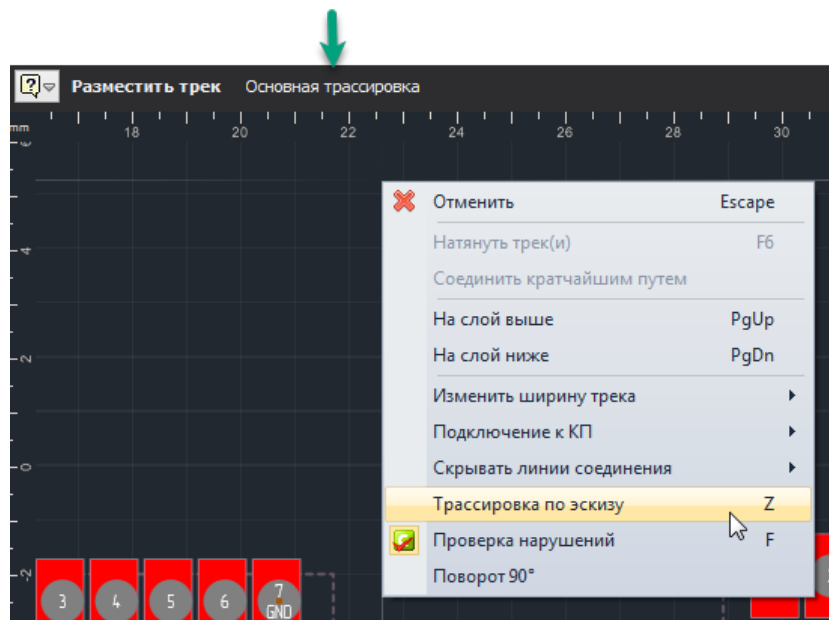 Разместить трек Основная трассировка
mm 18 20 22 24 26 28 30
6
Отменить Escape
4
Натянуть трек(и) F6
Соединить кратчайшим путем
На слой выше PgUp
2
На слой ниже PgDn
Изменить ширину трека
Подключение к КП
0
Скрывать линии соединения
Трассировка по эскизу Z
Проверка нарушений F
-2
Поворот 90°
3 4 5 6 7
GND